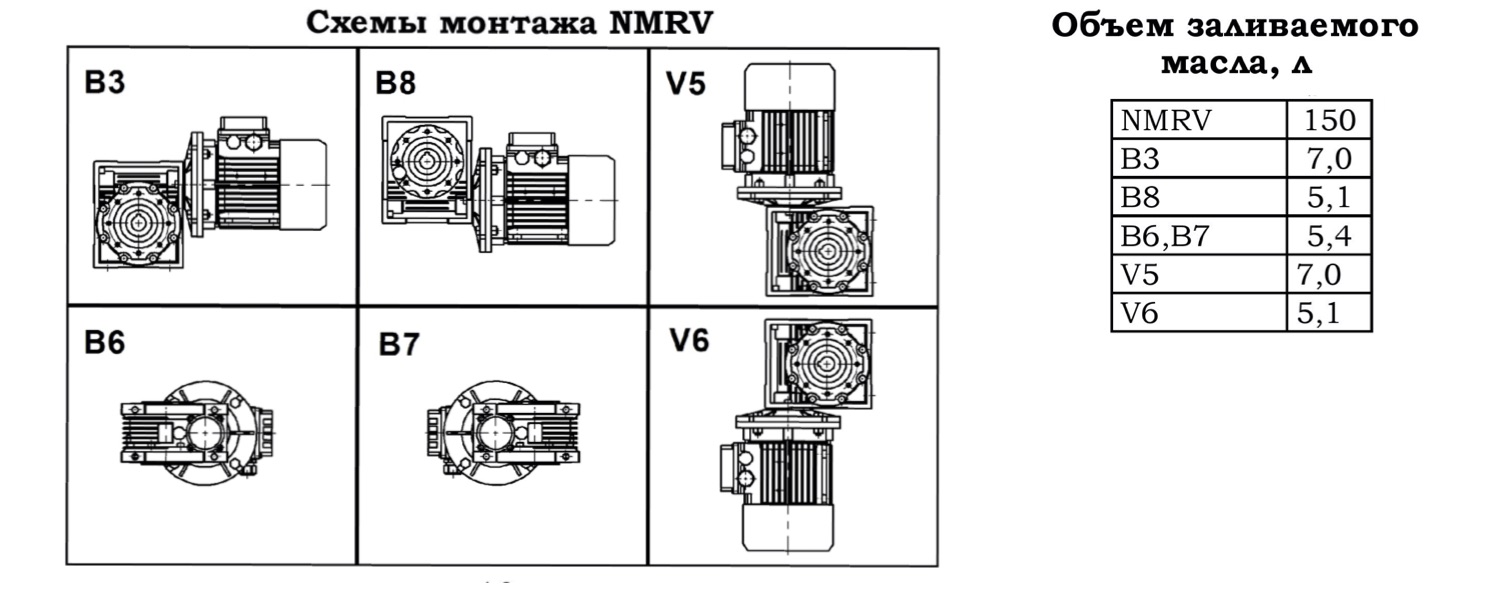 Схемы монтажа NMRV
B3
B8
V5
B6
B7
V6
Объем заливаемого
масла, л
NMRV 150
B3 7,0
B8 5,1
B6,B7 5,4
V5 7,0
V6 5,1